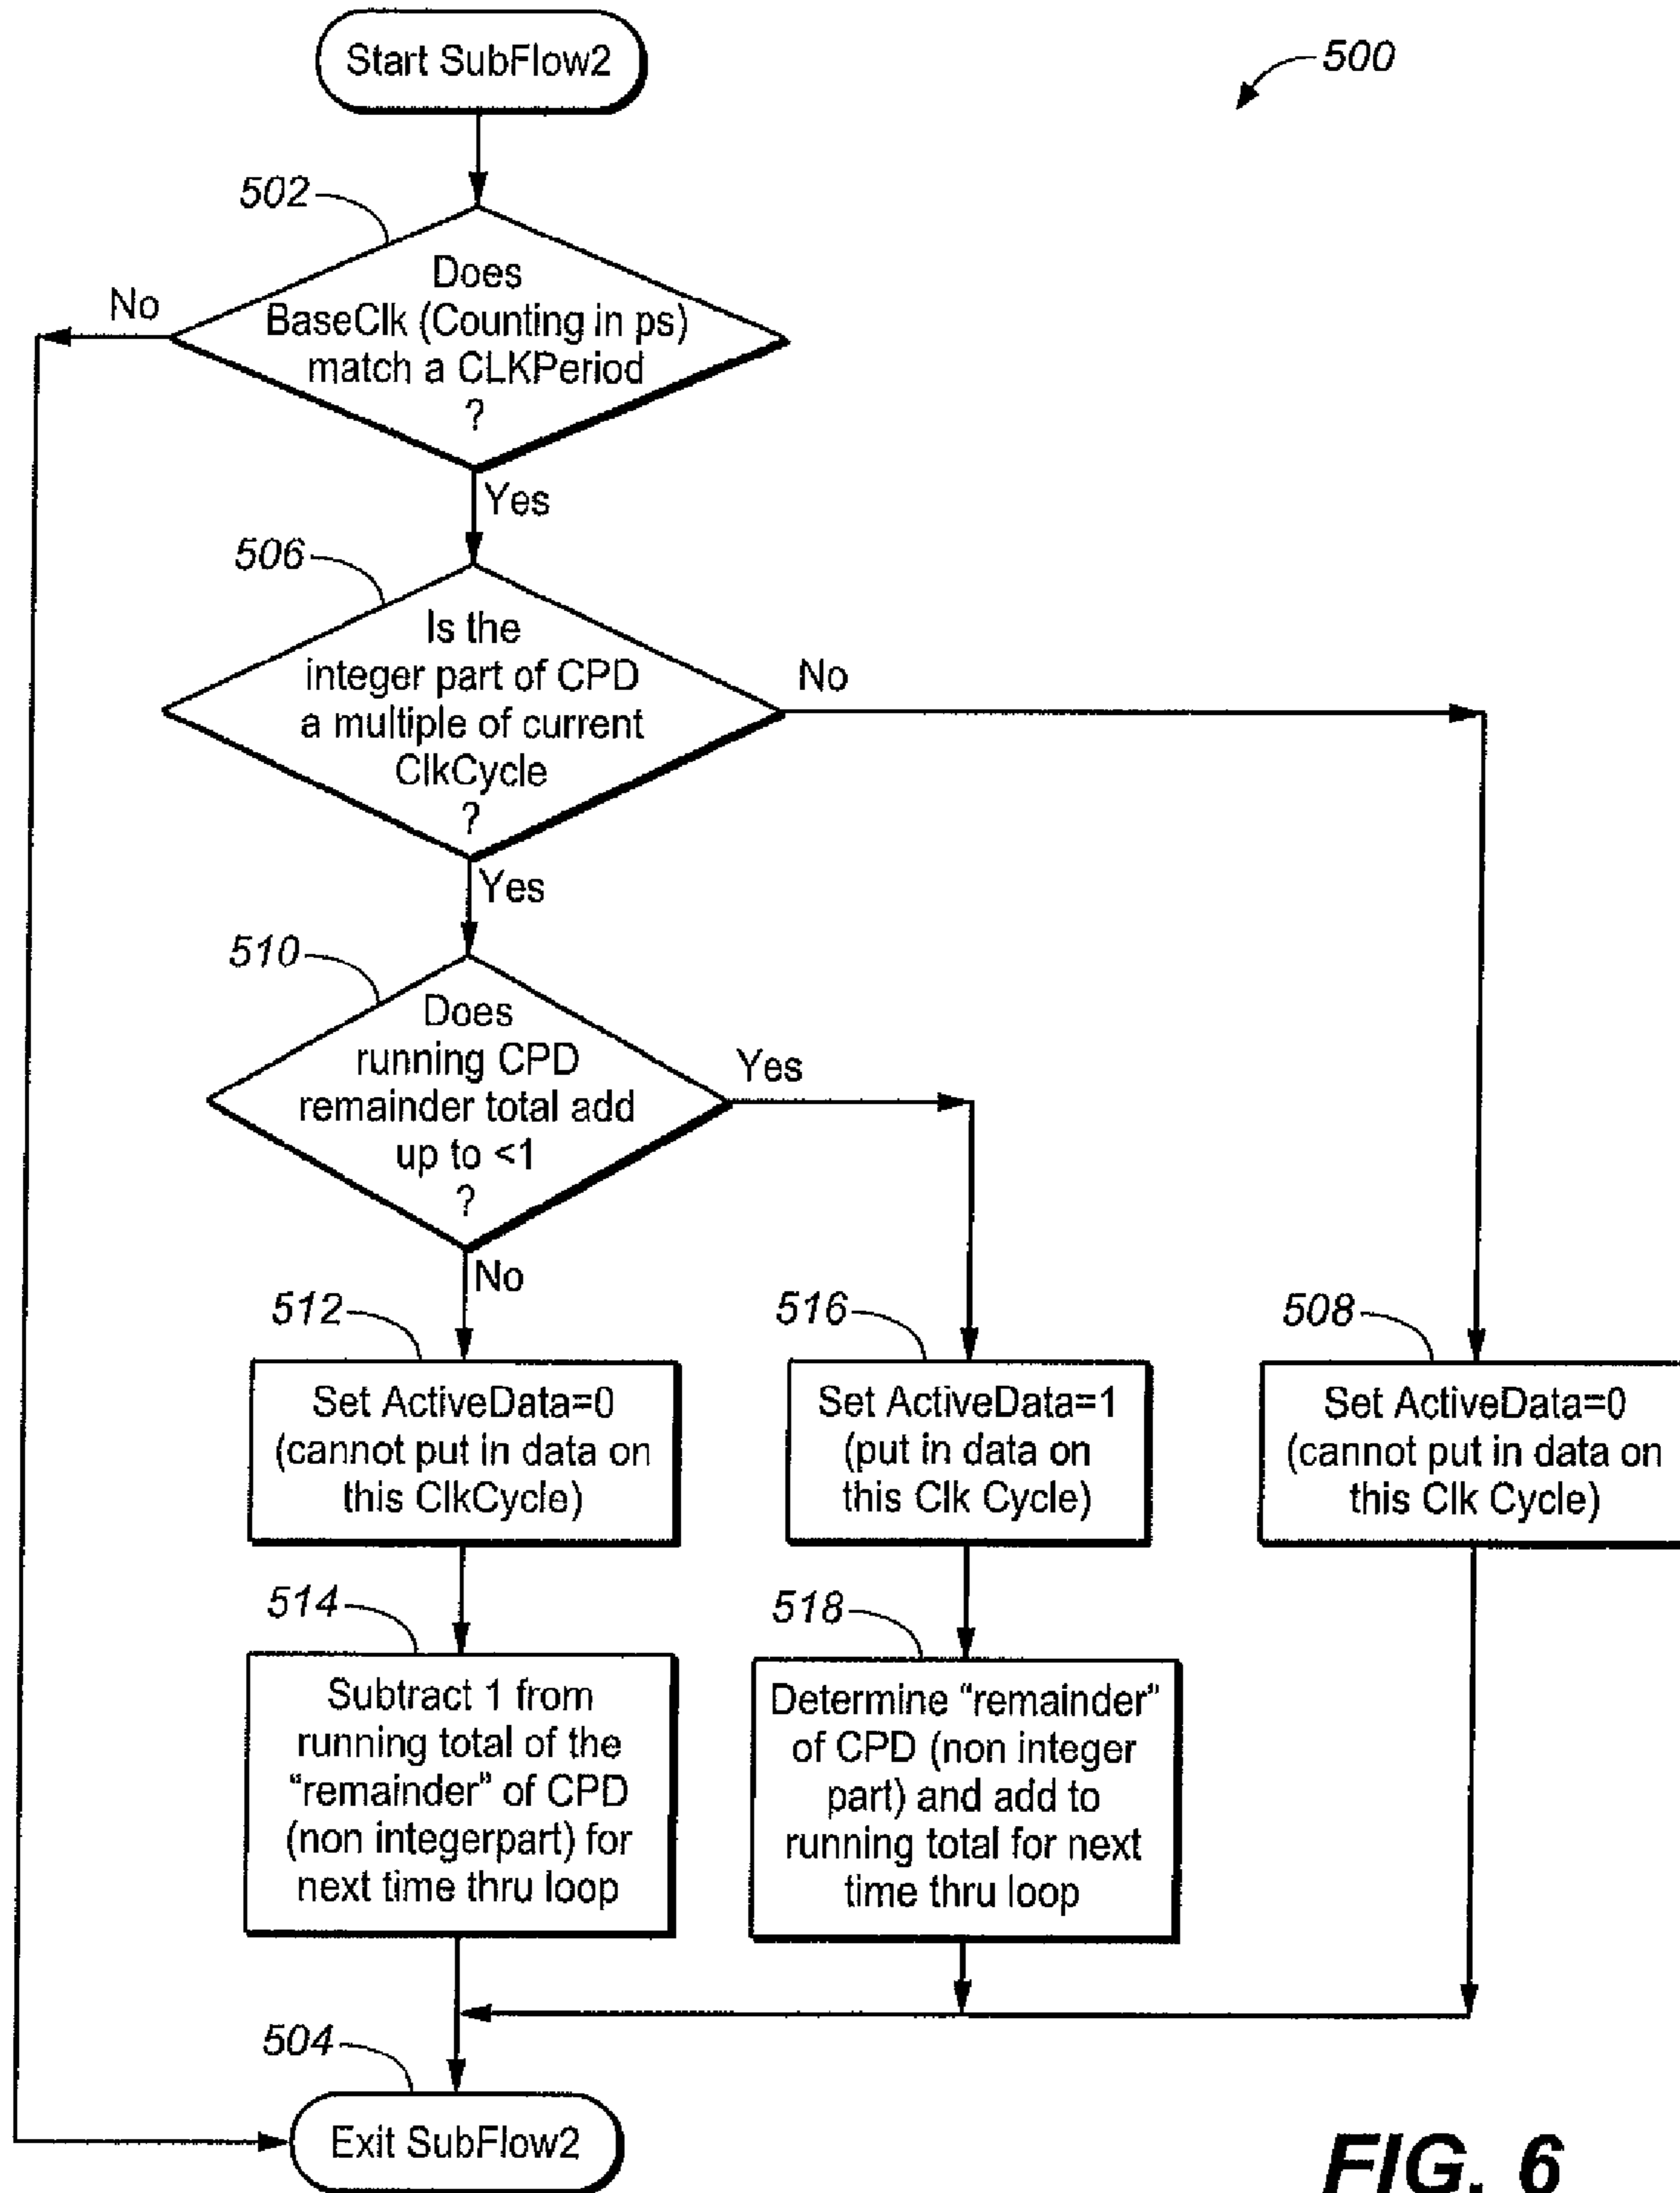 Start SubFlow2
500
502
Does
BaseClk (Counting in ps)
match a CLKPeriod
?
No
Yes
506
Is the
integer part of CPD
a multiple of current
ClkCycle
?
No
Yes
510
Does
running CPD
remainder total add
up to <1
?
Yes
No
512
Set ActiveData=0
(cannot put in data on
this ClkCycle)
516
Set ActiveData=1
(put in data on
this Clk Cycle)
508
Set ActiveData=0
(cannot put in data on
this Clk Cycle)
514
Subtract 1 from
running total of the
“remainder” of CPD
(non integerpart) for
next time thru loop
518
Determine “remainder”
of CPD (non integer
part) and add to
running total for next
time thru loop
504
Exit SubFlow2
FIG. 6